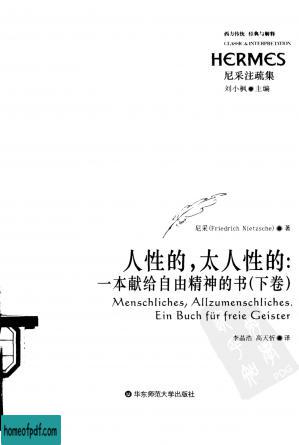 西方传统 经典与解释
CLASSICI & INTERPRETATION
HERMES
尼采注疏集
刘小枫 ● 主编
尼采(Friedrich Nietzsche) ● 著
人性的,太人性的:
一本献给自由精神的书(下卷)
Menschliches, Allzumenschliches.
Ein Buch für freie Geister
李晶浩 高天忻 ● 译
PDG
华东师范大学出版社
homeofpdf.com